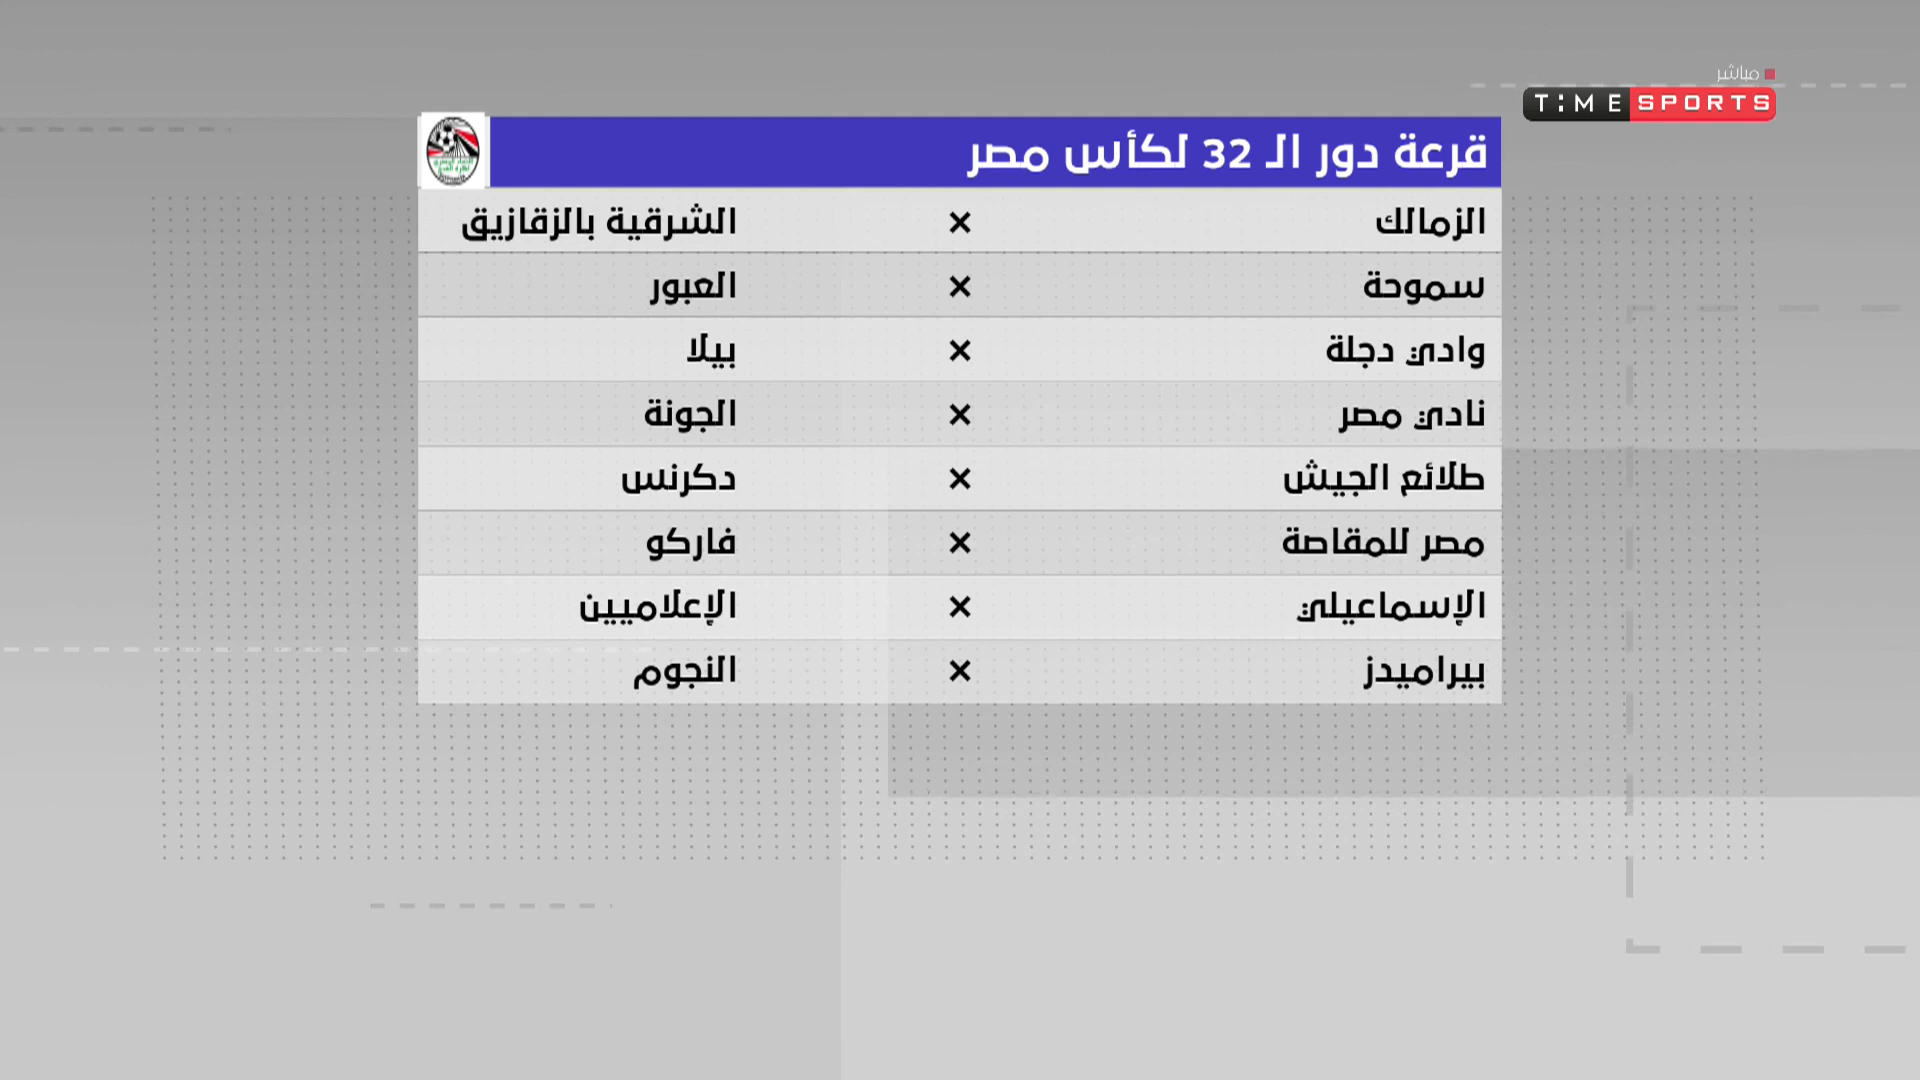 مباشر
TIME SPORTS
قرعة دور الـ 32 لكأس مصر
الزمالك × الشرقية بالزقازيق
سموحة × العبور
وادي دجلة × بيلا
نادي مصر × الجونة
طلائع الجيش × دكرنس
مصر للمقاصة × فاركو
الإسماعيلي × الإعلاميين
بيراميدز × النجوم